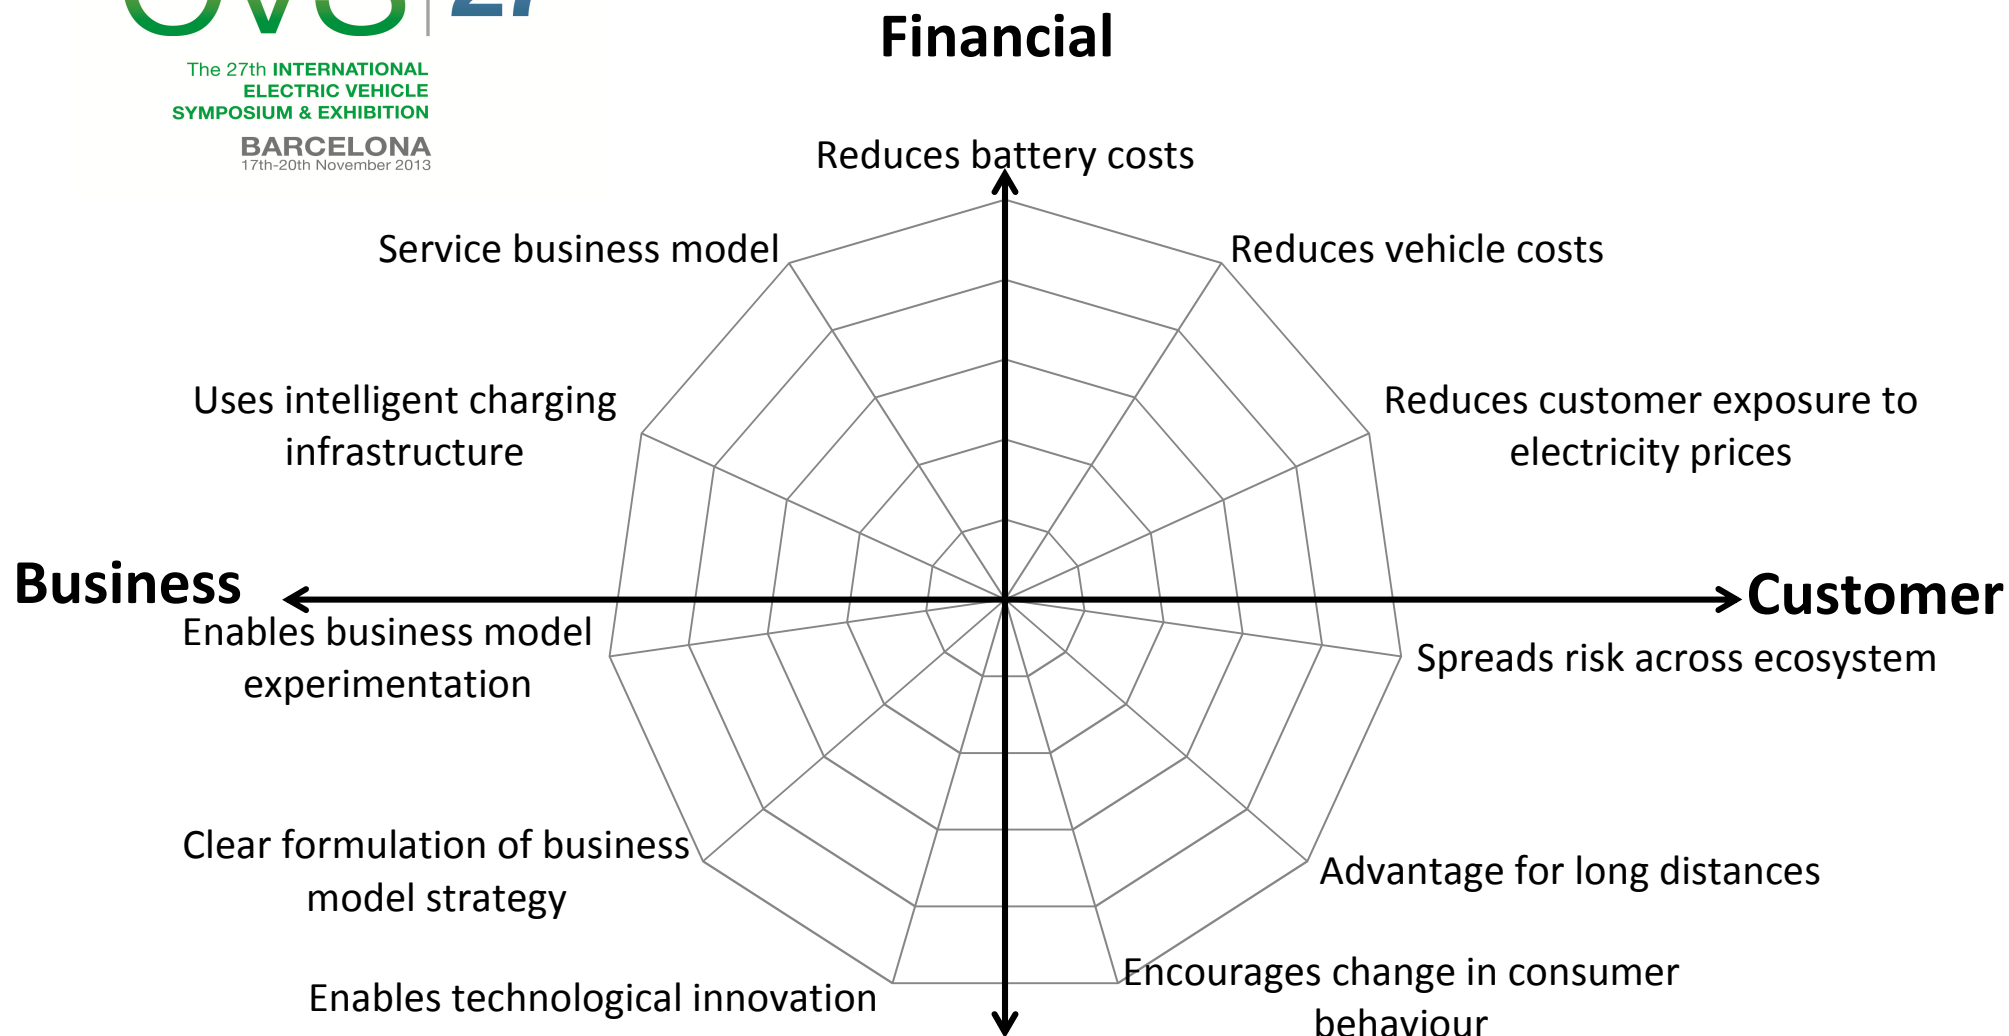 27
The 27th INTERNATIONAL
ELECTRIC VEHICLE
SYMPOSIUM & EXHIBITION
BARCELONA
17th-20th November 2013
Financial
Reduces battery costs
Service business model
Reduces vehicle costs
Uses intelligent charging
infrastructure
Reduces customer exposure to
electricity prices
Business
Customer
Enables business model
experimentation
Spreads risk across ecosystem
Clear formulation of business
model strategy
Advantage for long distances
Enables technological innovation
Encourages change in consumer
behaviour